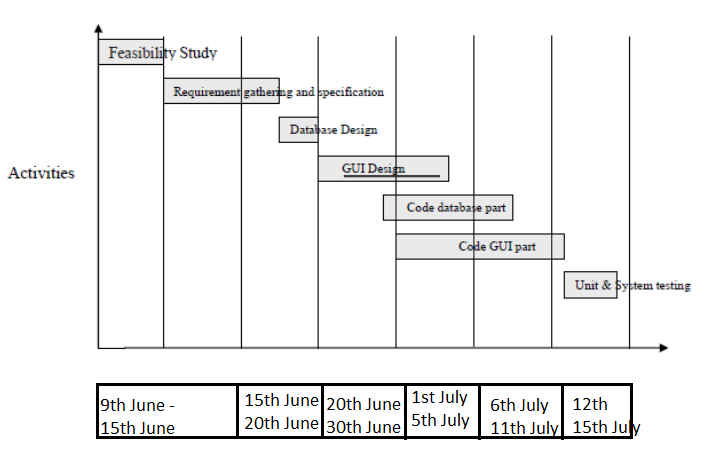 Feasibility Study
Requirement gathering and specification
Database Design
GUI Design
Activities
Code database part
Code GUI part
Unit & System testing
9th June -
15th June
15th June
20th June
20th June
30th June
1st July
5th July
6th July
11th July
12th
15th July